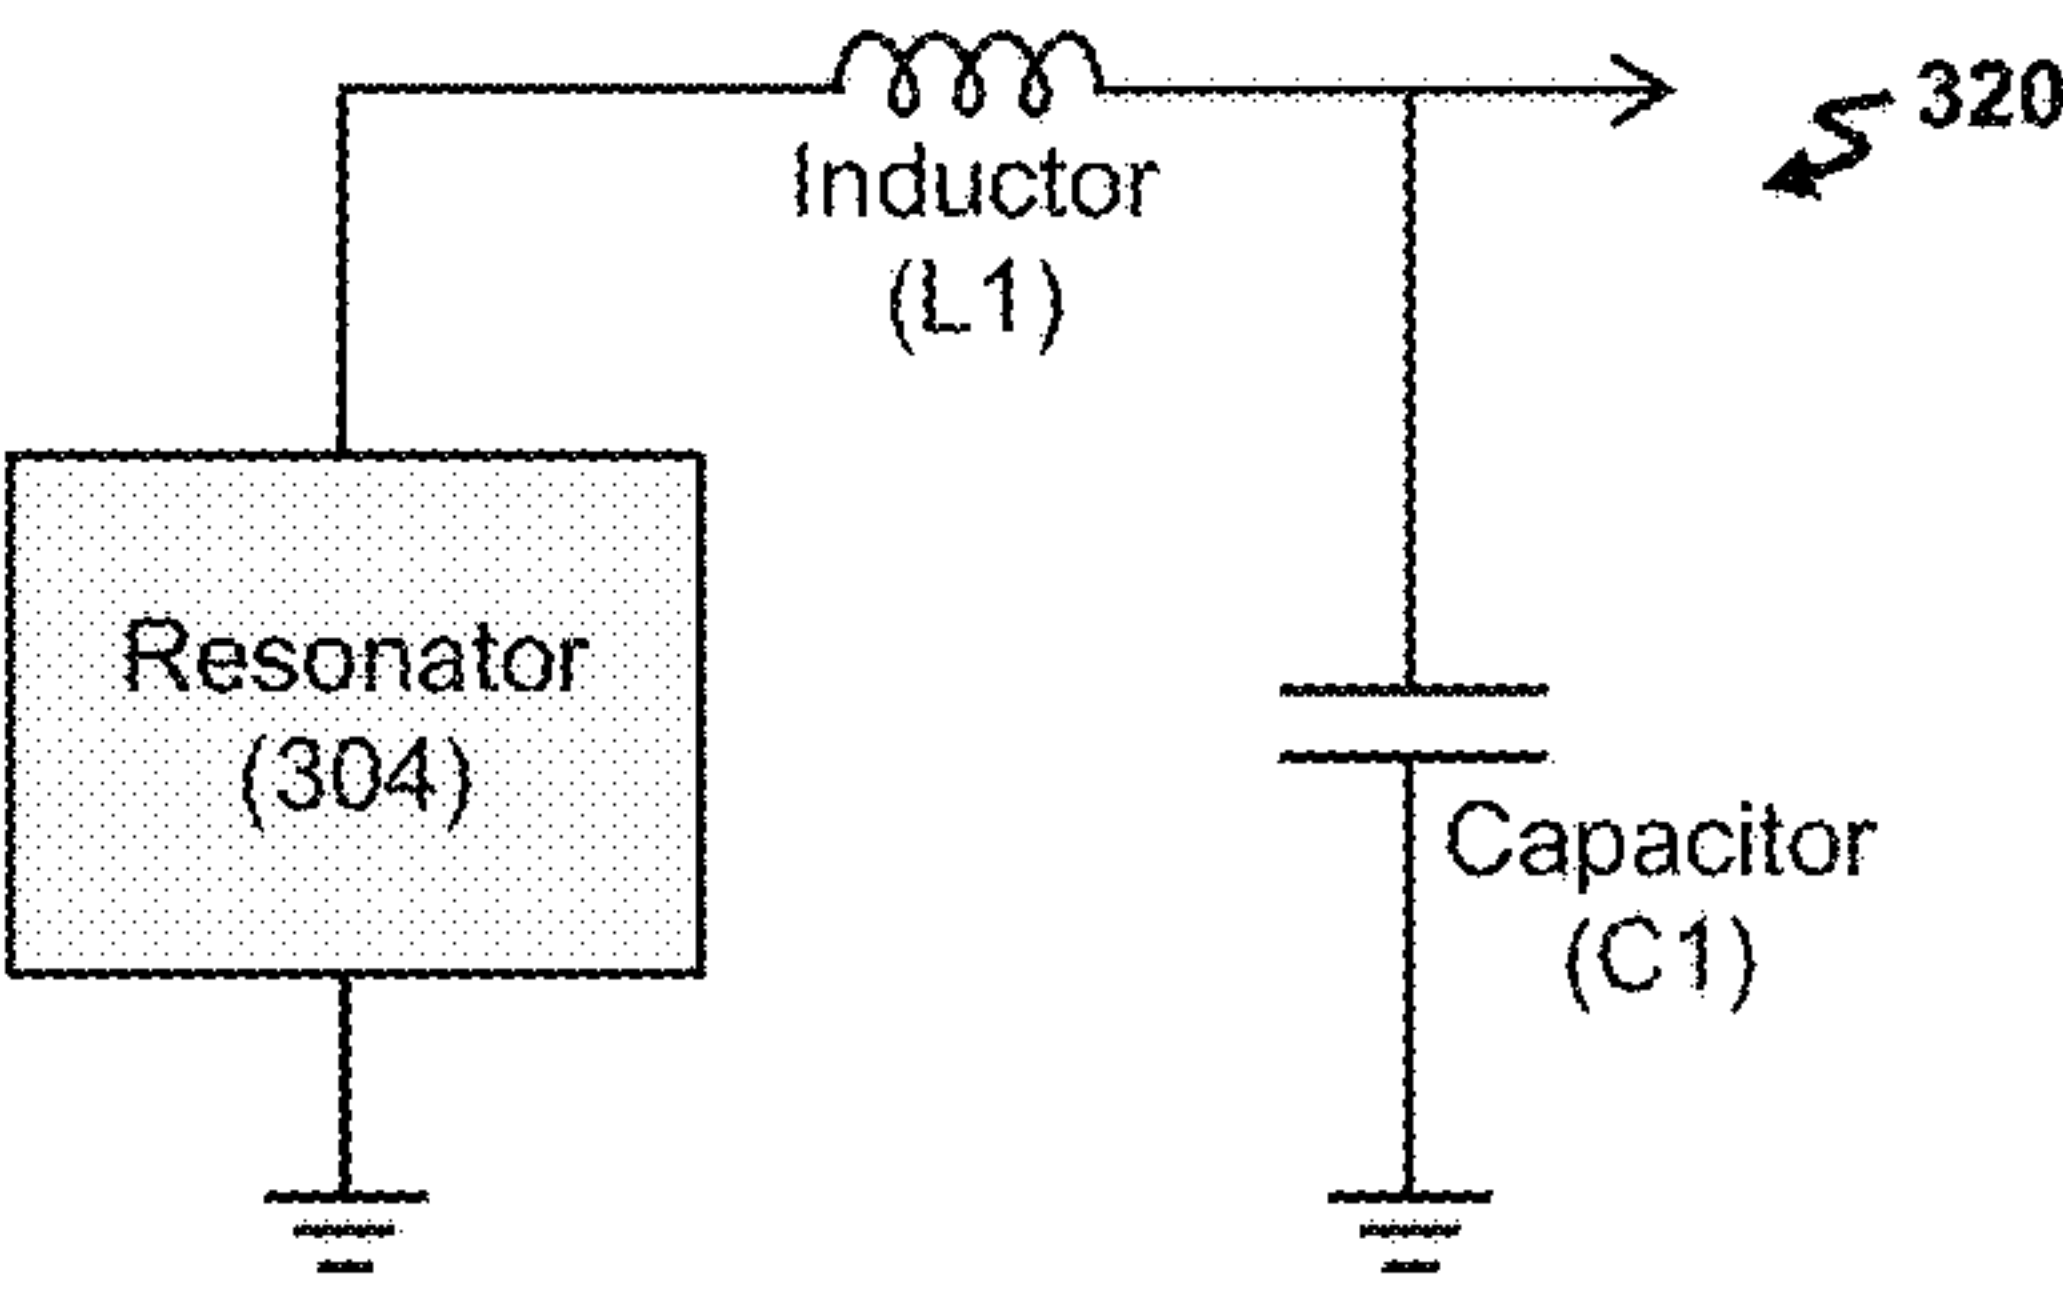 320
Inductor
(L1)
Resonator
(304)
Capacitor
(C1)